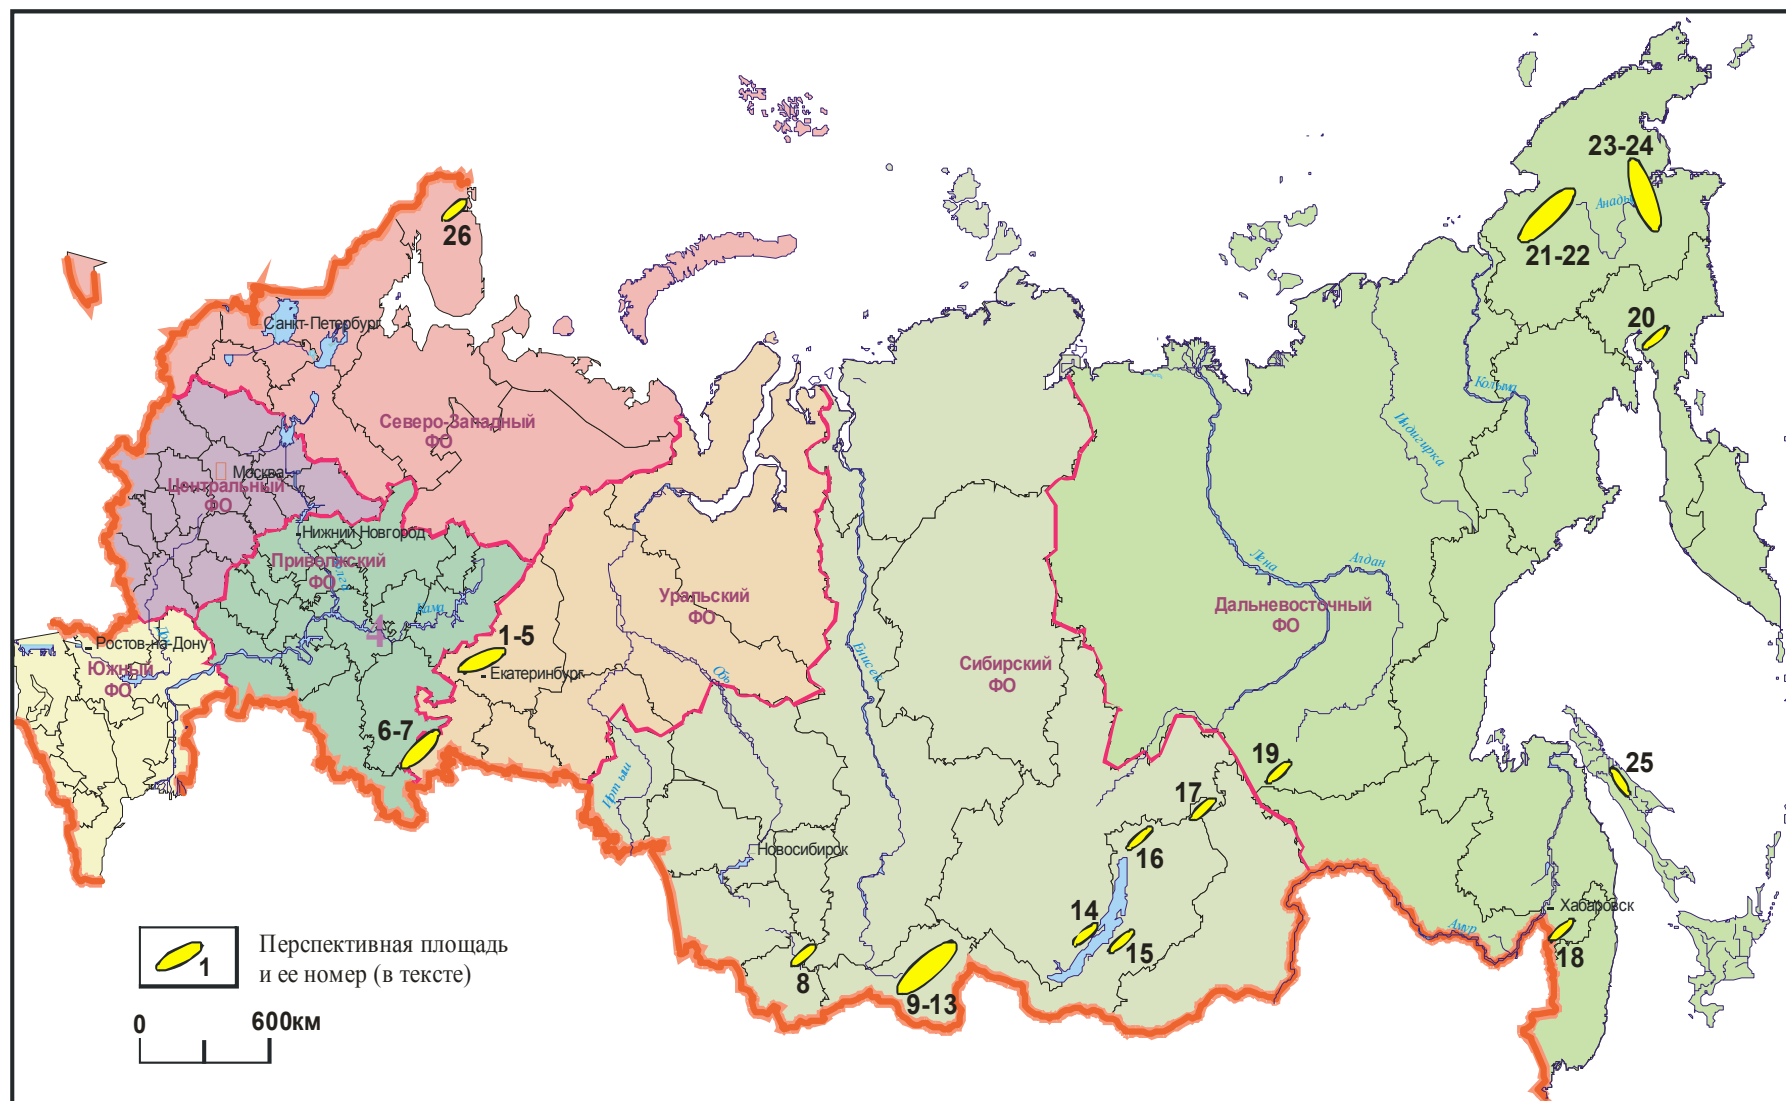 23-24
Анады
26
21-22
20
Санкт-Петербург
Колыма
Индигирка
Северо-Западный
ФО
Москва
Центральный
ФО
Нижний Новгород
Приволжский
ФО
Лена
Алдан
Уральский
ФО
Дальневосточный
ФО
Кама
4
1-5
Ростов-на-Дону
Южный
ФО
Екатеринбург
Обь
Енисей
Сибирский
ФО
6-7
19
25
Иртыш
17
Новосибирск
16
14
15
Хабаровск
Амур
18
8
9-13
1
Перспективная площадь
и ее номер (в тексте)
0
600км